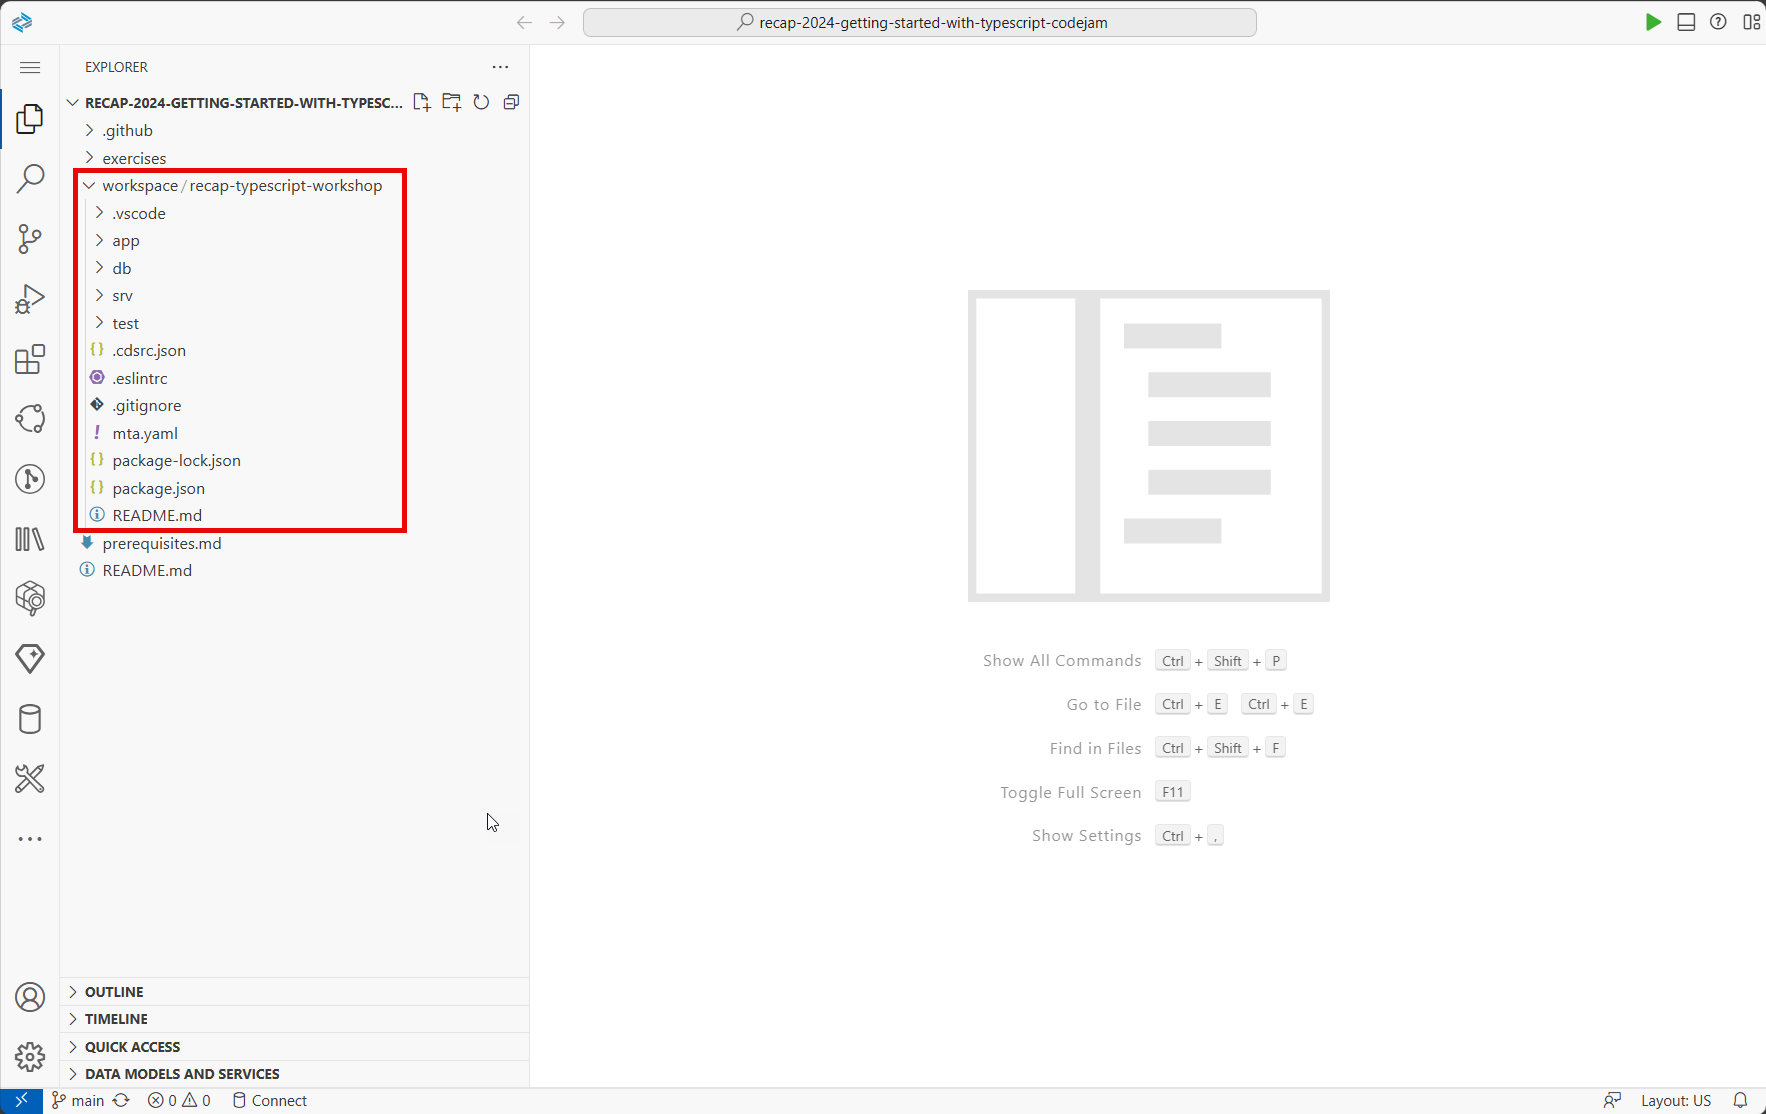 recap-2024-getting-started-with-typescript-codejam
EXPLORER
RECAP-2024-GETTING-STARTED-WITH-TYPESC...
.github
exercises
workspace / recap-typescript-workshop
.vscode
app
db
srv
test
.cdsrc.json
.eslintrc
.gitignore
mta.yaml
package-lock.json
package.json
README.md
prerequisites.md
README.md
Show All Commands Ctrl + Shift + P
Go to File Ctrl + E Ctrl + E
Find in Files Ctrl + Shift + F
Toggle Full Screen F11
Show Settings Ctrl + ,
OUTLINE
TIMELINE
QUICK ACCESS
DATA MODELS AND SERVICES
main 0 0 Connect Layout: US